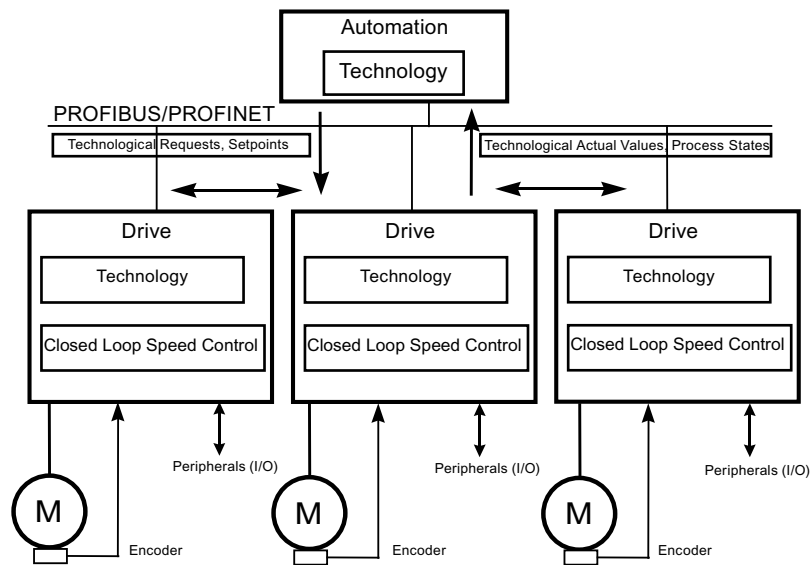 Automation
Technology
PROFIBUS/PROFINET
Technological Requests, Setpoints
Technological Actual Values, Process States
Drive
Technology
Closed Loop Speed Control
Drive
Technology
Closed Loop Speed Control
Drive
Technology
Closed Loop Speed Control
Peripherals (I/O)
Peripherals (I/O)
Peripherals (I/O)
M
M
M
Encoder
Encoder
Encoder